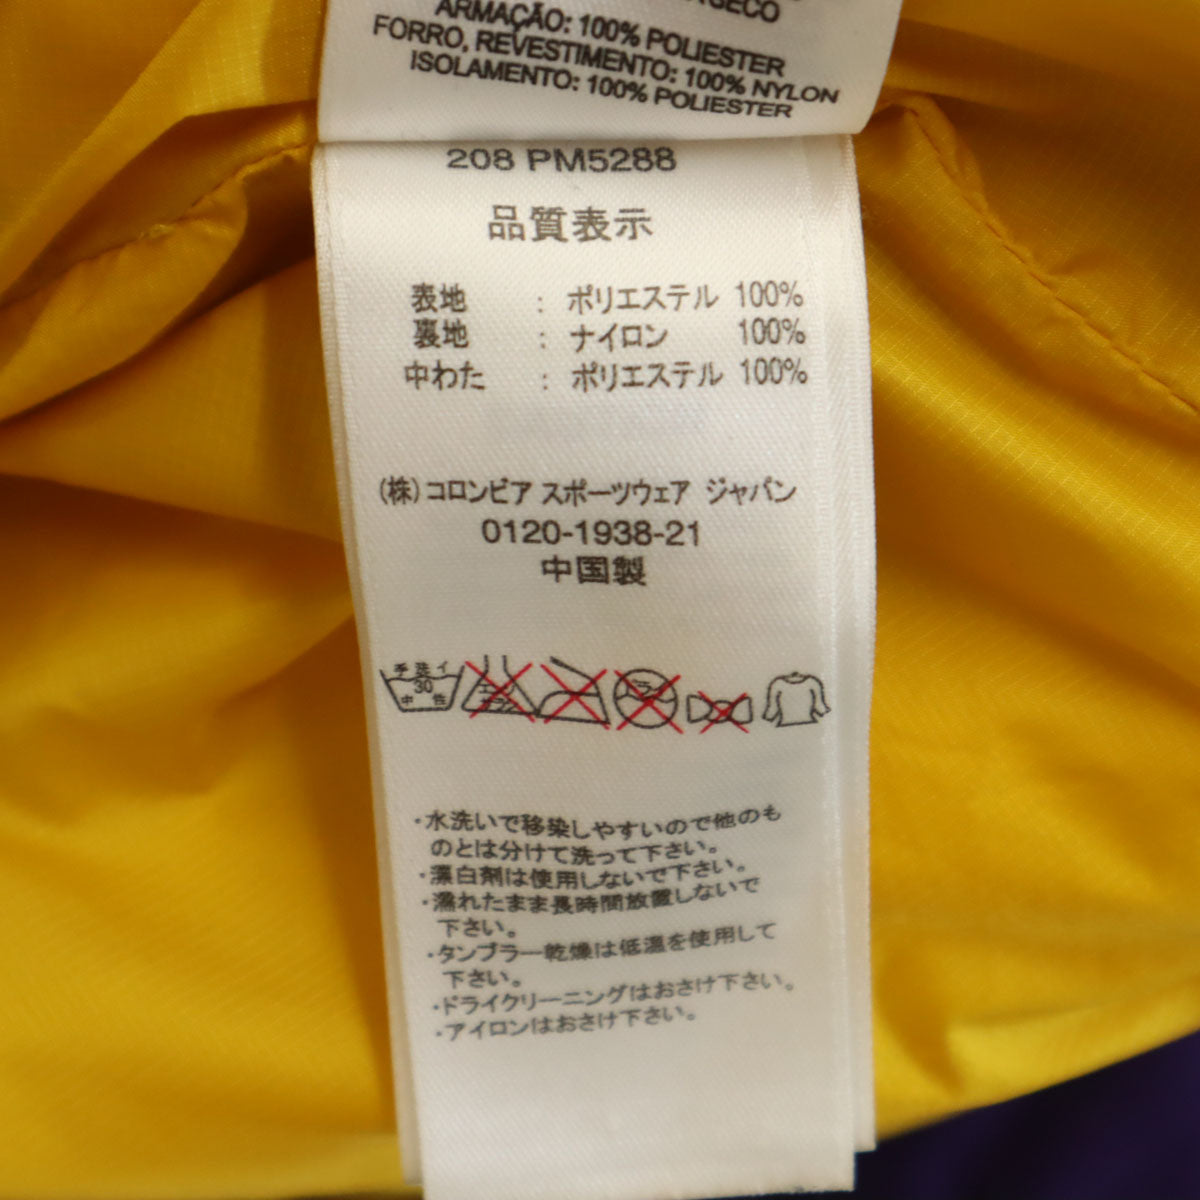 ARMAÇÃO: 100% POLIESTER
FORRO, REVESTIMENTO: 100% NYLON
ISOLAMENTO: 100% POLIESTER
208 PM5288
品質表示
表地 : ポリエステル 100%
裏地 : ナイロン 100%
中わた : ポリエステル 100%
(株)コロンビア スポーツウェア ジャパン
0120-1938-21
中国製
手洗イ
30
中性
・水洗いで移染しやすいので他のも
のとは分けて洗って下さい。
・漂白剤は使用しないで下さい。
・濡れたまま長時間放置しないで
下さい。
・タンブラー乾燥は低温を使用して
下さい。
・ドライクリーニングはおさけ下さい。
・アイロンはおさけ下さい。